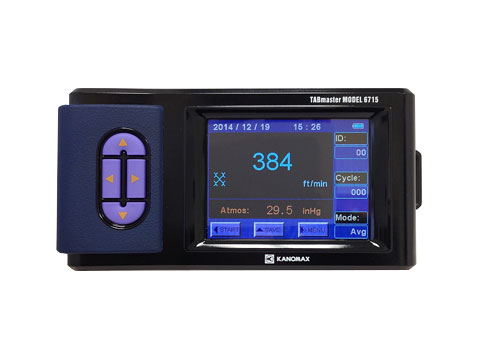 TABmaster MODEL 6715
2014 / 12 / 19 15 : 26
ID:
00
384
ft/min
Cycle:
000
Atmos: 29.5 inHg
Mode:
Avg
START SAVE MENU
KANOMAX